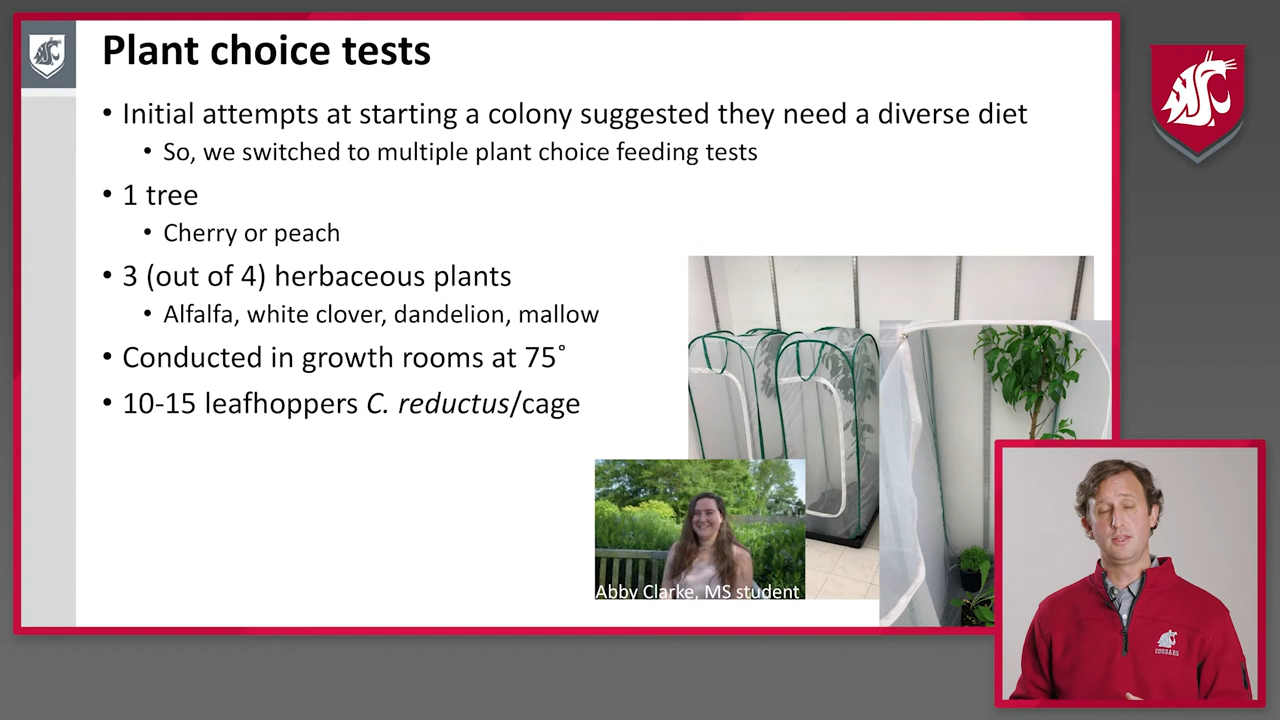 Plant choice tests
• Initial attempts at starting a colony suggested they need a diverse diet
• So, we switched to multiple plant choice feeding tests
• 1 tree
• Cherry or peach
• 3 (out of 4) herbaceous plants
• Alfalfa, white clover, dandelion, mallow
• Conducted in growth rooms at 75˚
• 10-15 leafhoppers C. reductus/cage
Abby Clarke, MS student
COUGARS